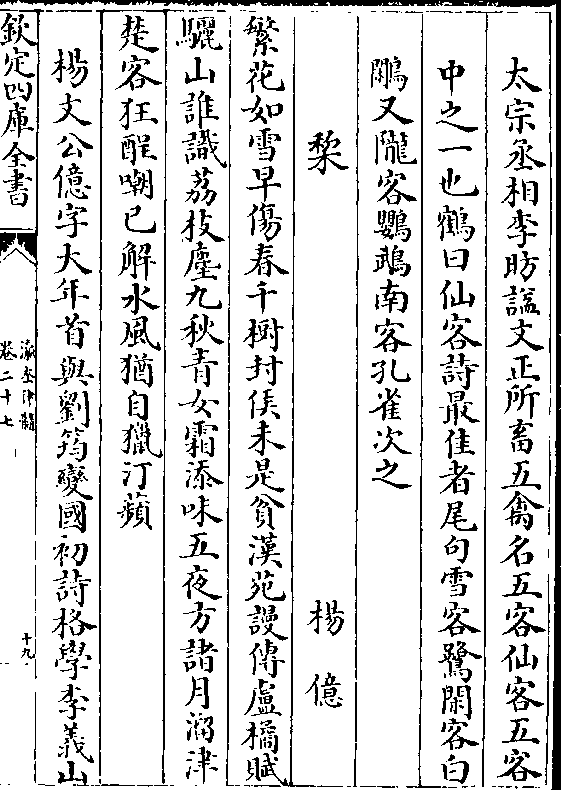 太宗丞相李昉諡文正所畜五禽名五客仙客五客
中之一也鶴曰仙客詩最佳者尾句雪客鷺閑客白
鷴又隴客鸚鵡南客孔雀次之
棃　楊億
繁花如雪早傷春千樹封侯未是貧漢苑謾傳盧橘賦
驪山誰識荔枝塵九秋青女霜添味五夜方諸月溜津
楚客狂酲嘲已解水風猶自獵汀蘋
楊文公億字大年首與劉筠變國初詩格學李義山
欽定四庫全書
瀛奎律髓
卷二十七
十九